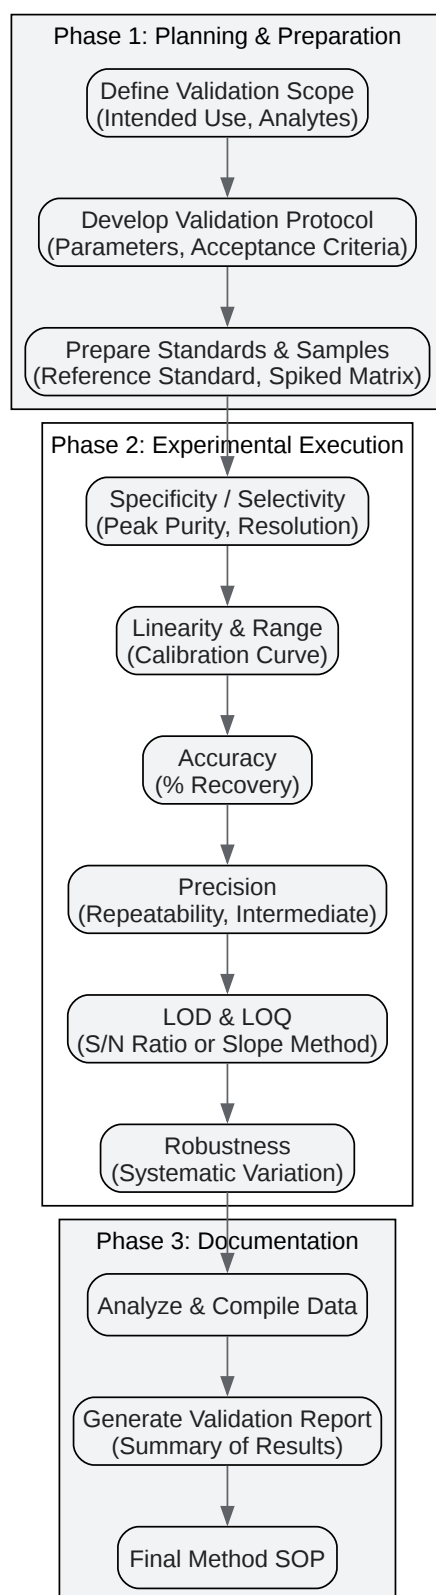 Phase 1: Planning & Preparation
Define Validation Scope
(Intended Use, Analytes)
Develop Validation Protocol
(Parameters, Acceptance Criteria)
Prepare Standards & Samples
(Reference Standard, Spiked Matrix)
Phase 2: Experimental Execution
Specificity / Selectivity
(Peak Purity, Resolution)
Linearity & Range
(Calibration Curve)
Accuracy
(% Recovery)
Precision
(Repeatability, Intermediate)
LOD & LOQ
(S/N Ratio or Slope Method)
Robustness
(Systematic Variation)
Phase 3: Documentation
Analyze & Compile Data
Generate Validation Report
(Summary of Results)
Final Method SOP